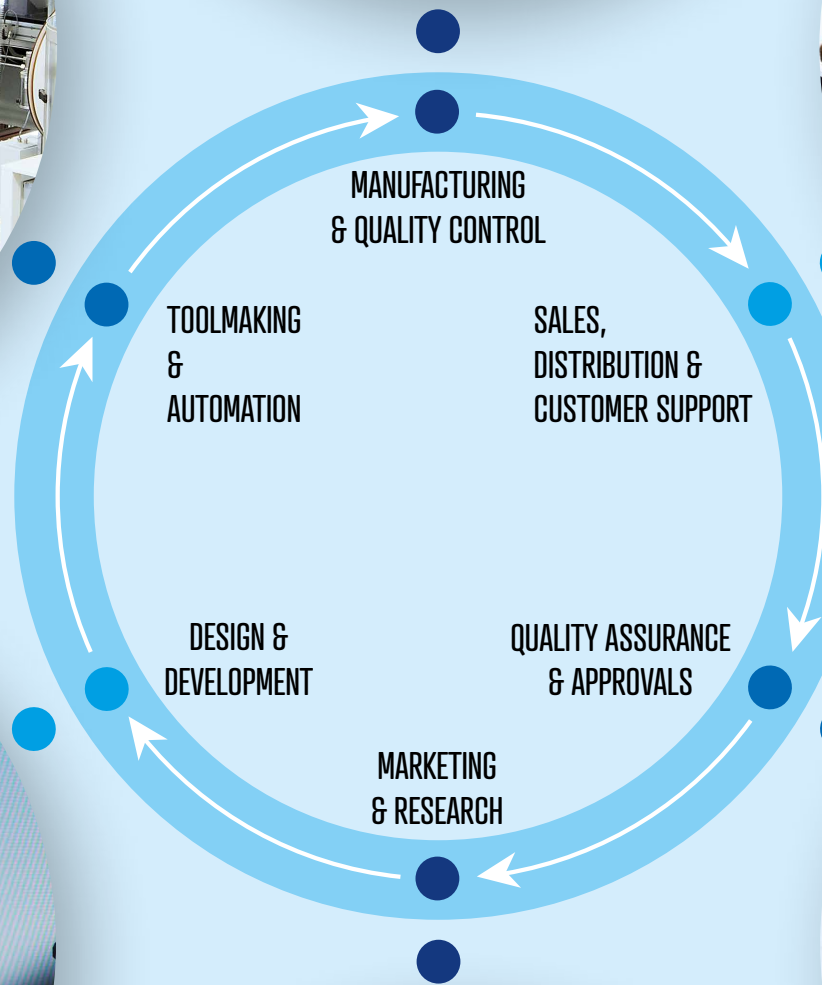 MANUFACTURING
& QUALITY CONTROL
TOOLMAKING
&
AUTOMATION
SALES,
DISTRIBUTION &
CUSTOMER SUPPORT
DESIGN &
DEVELOPMENT
QUALITY ASSURANCE
& APPROVALS
MARKETING
& RESEARCH